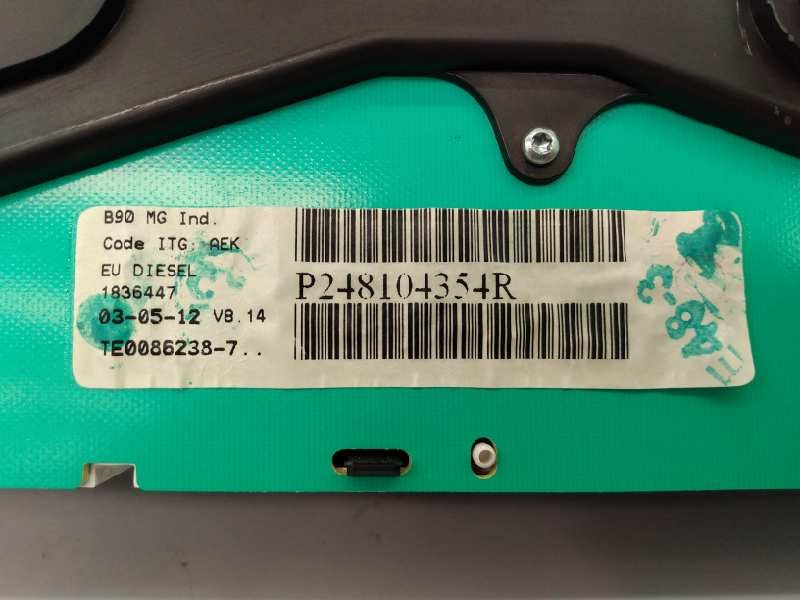 B90 MG Ind.
Code ITG: AEK
EU DIESEL
1836447
03-05-12 V8.14
TE0086238-7..
P248104354R